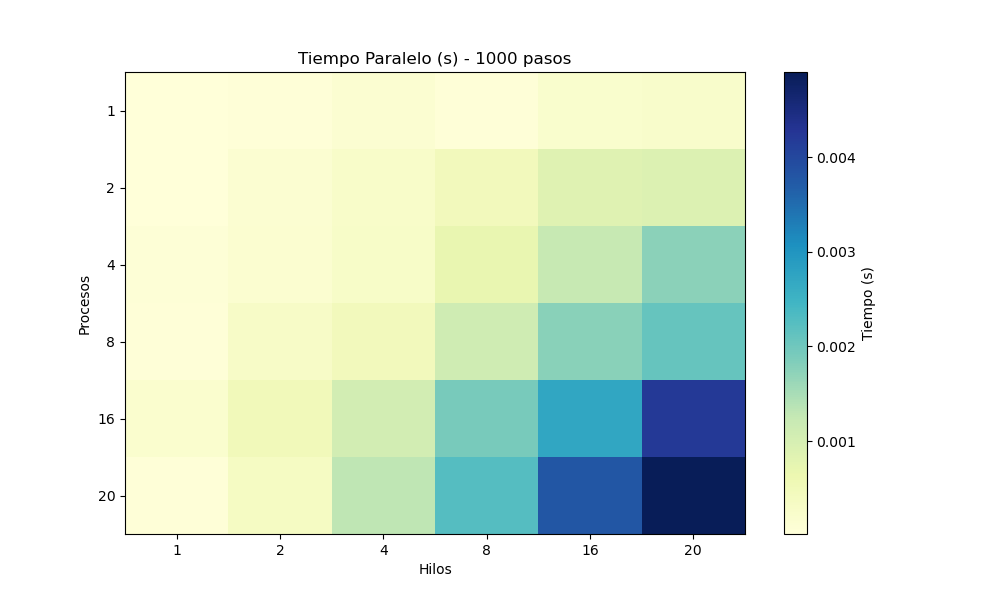 Tiempo Paralelo (s) - 1000 pasos
Procesos
1
2
4
8
16
20
1 2 4 8 16 20
Hilos
0.004
0.003
0.002
0.001
Tiempo (s)